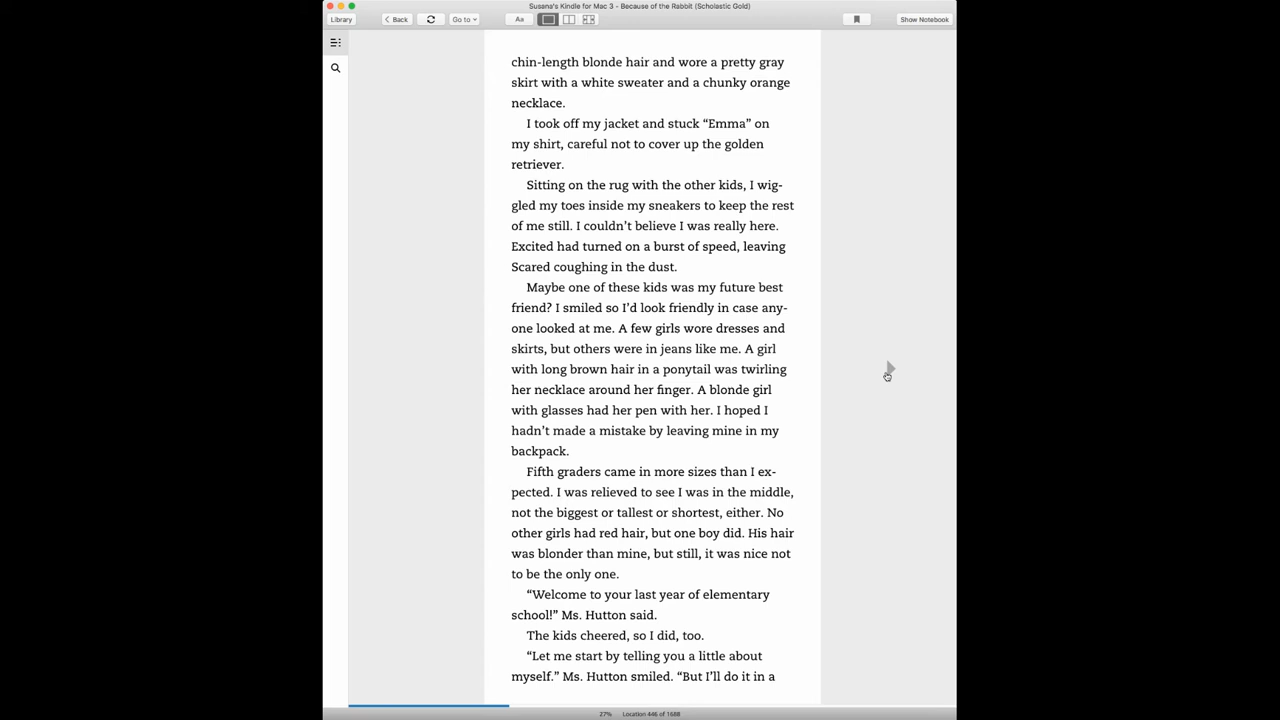 Susana's Kindle for Mac 3 - Because of the Rabbit (Scholastic Gold)
Library
Back
Go to
Aa
Show Notebook
chin-length blonde hair and wore a pretty gray
skirt with a white sweater and a chunky orange
necklace.
I took off my jacket and stuck “Emma” on
my shirt, careful not to cover up the golden
retriever.
Sitting on the rug with the other kids, I wig-
gled my toes inside my sneakers to keep the rest
of me still. I couldn’t believe I was really here.
Excited had turned on a burst of speed, leaving
Scared coughing in the dust.
Maybe one of these kids was my future best
friend? I smiled so I’d look friendly in case any-
one looked at me. A few girls wore dresses and
skirts, but others were in jeans like me. A girl
with long brown hair in a ponytail was twirling
her necklace around her finger. A blonde girl
with glasses had her pen with her. I hoped I
hadn’t made a mistake by leaving mine in my
backpack.
Fifth graders came in more sizes than I ex-
pected. I was relieved to see I was in the middle,
not the biggest or tallest or shortest, either. No
other girls had red hair, but one boy did. His hair
was blonder than mine, but still, it was nice not
to be the only one.
“Welcome to your last year of elementary
school!” Ms. Hutton said.
The kids cheered, so I did, too.
“Let me start by telling you a little about
myself.” Ms. Hutton smiled. “But I’ll do it in a
27% Location 446 of 1688